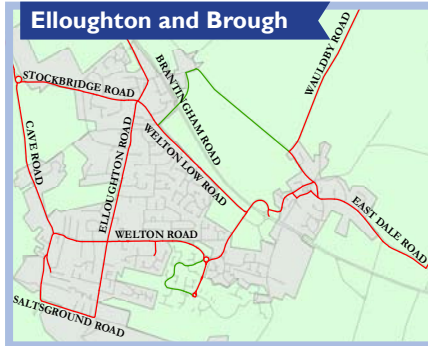 Elloughton and Brough
STOCKBRIDGE ROAD
BRANTINGHAM ROAD
WAULDBY ROAD
CAVE ROAD
ELLOUGHTON ROAD
WELTON LOW ROAD
WELTON ROAD
EAST DALE ROAD
SALTSGROUND ROAD